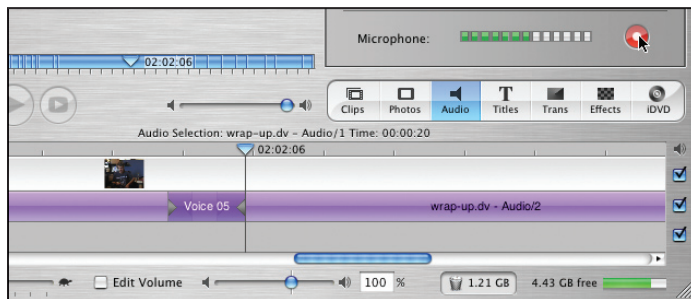 Microphone:
02:02:06
Clips Photos Audio Titles Trans Effects iDVD
T
Audio Selection: wrap-up.dv – Audio/1 Time: 00:00:20
02:02:06
Voice 05 wrap-up.dv – Audio/2
Edit Volume 100 % 1.21 GB 4.43 GB free